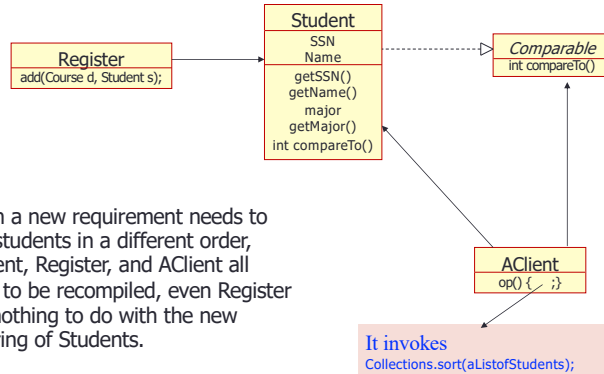 Student
SSN
Name
getSSN()
getName()
major
getMajor()
int compareTo()
Register
add(Course d, Student s);
Comparable
int compareTo()
n a new requirement needs to
students in a different order,
ent, Register, and AClient all
to be recompiled, even Register
nothing to do with the new
ing of Students.
AClient
op() { ;}
It invokes
Collections.sort(aListofStudents);